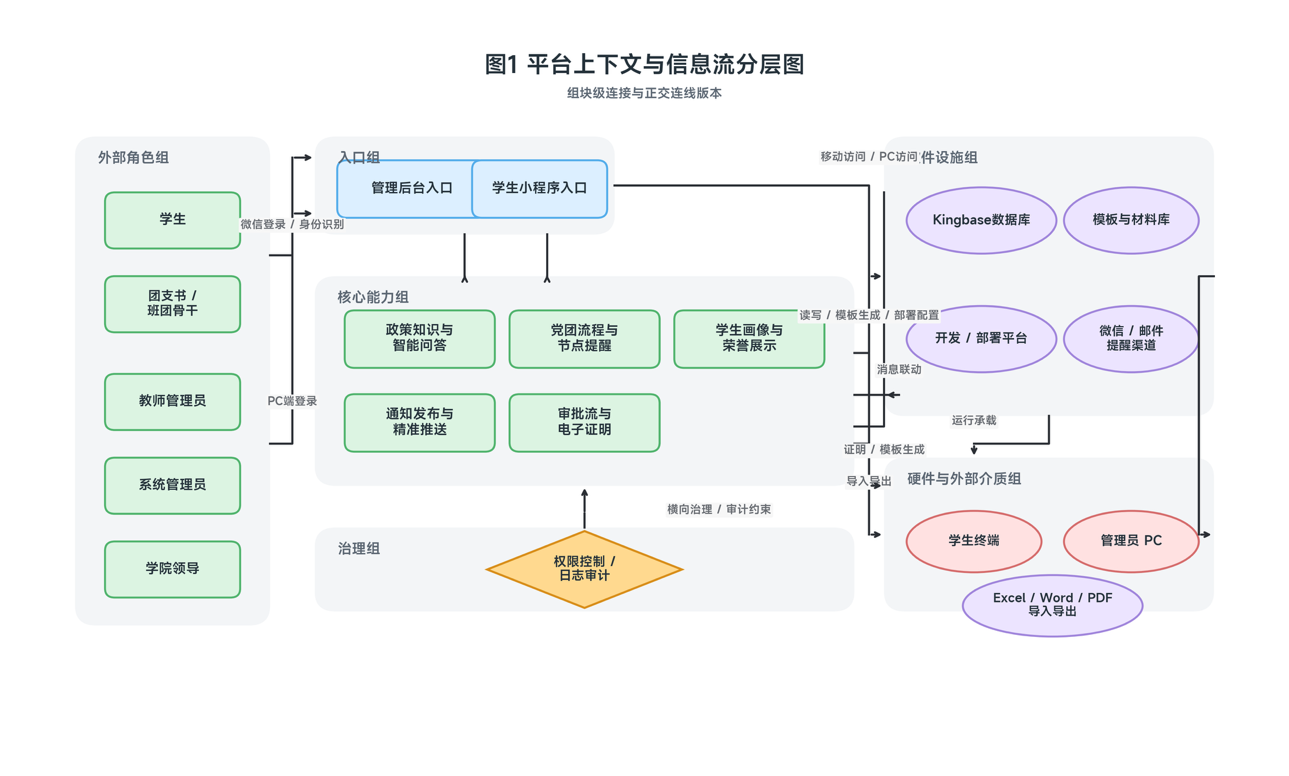 图1 平台上下文与信息流分层图
组块级连接与正交连线版本
外部角色组
学生
团支书 /
班团骨干
教师管理员
系统管理员
学院领导
微信登录 / 身份识别
PC端登录
入口组
管理后台入口
学生小程序入口
核心能力组
政策知识与
智能问答
党团流程与
节点提醒
学生画像与
荣誉展示
通知发布与
精准推送
审批流与
电子证明
横向治理 / 审计约束
治理组
权限控制 /
日志审计
移动访问 / PC访问
件设施组
Kingbase数据库
模板与材料库
读写 / 模板生成 / 部署配置
开发 / 部署平台
微信 / 邮件
提醒渠道
消息联动
运行承载
证明 / 模板生成
导入导出
硬件与外部介质组
学生终端
管理员 PC
Excel / Word / PDF
导入导出